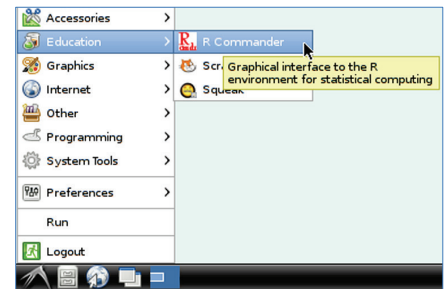 Accessories
Education
R Commander
Graphics
Graphical interface to the R
environment for statistical computing
Internet
Squeak
Other
Programming
System Tools
Preferences
Run
Logout